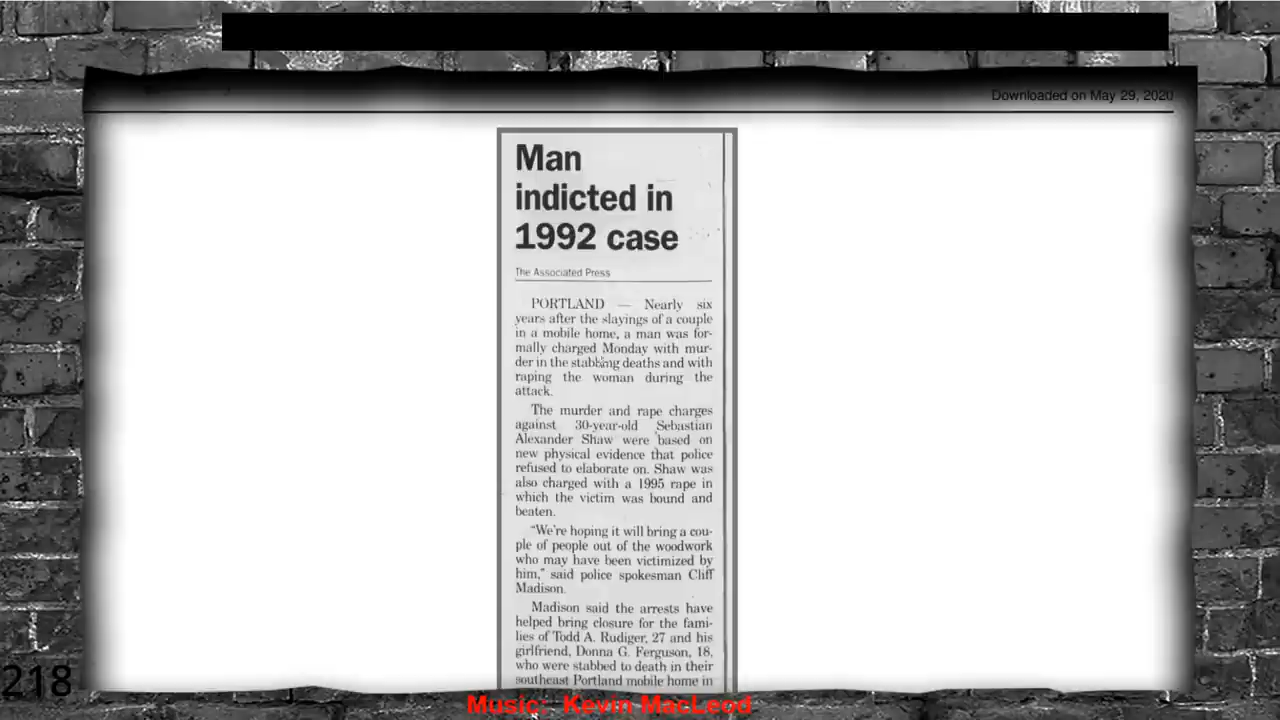 Downloaded on May 29, 2020
Man
indicted in
1992 case
The Associated Press
PORTLAND — Nearly six
years after the slayings of a couple
in a mobile home, a man was for-
mally charged Monday with mur-
der in the stabbing deaths and with
raping the woman during the
attack.
The murder and rape charges
against 30-year-old Sebastian
Alexander Shaw were based on
new physical evidence that police
refused to elaborate on. Shaw was
also charged with a 1995 rape in
which the victim was bound and
beaten.
"We're hoping it will bring a cou-
ple of people out of the woodwork
who may have been victimized by
him," said police spokesman Cliff
Madison.
Madison said the arrests have
helped bring closure for the fami-
lies of Todd A. Rudiger, 27 and his
girlfriend, Donna G. Ferguson, 18,
who were stabbed to death in their
southeast Portland mobile home in
218
Music: Kevin MacLeod